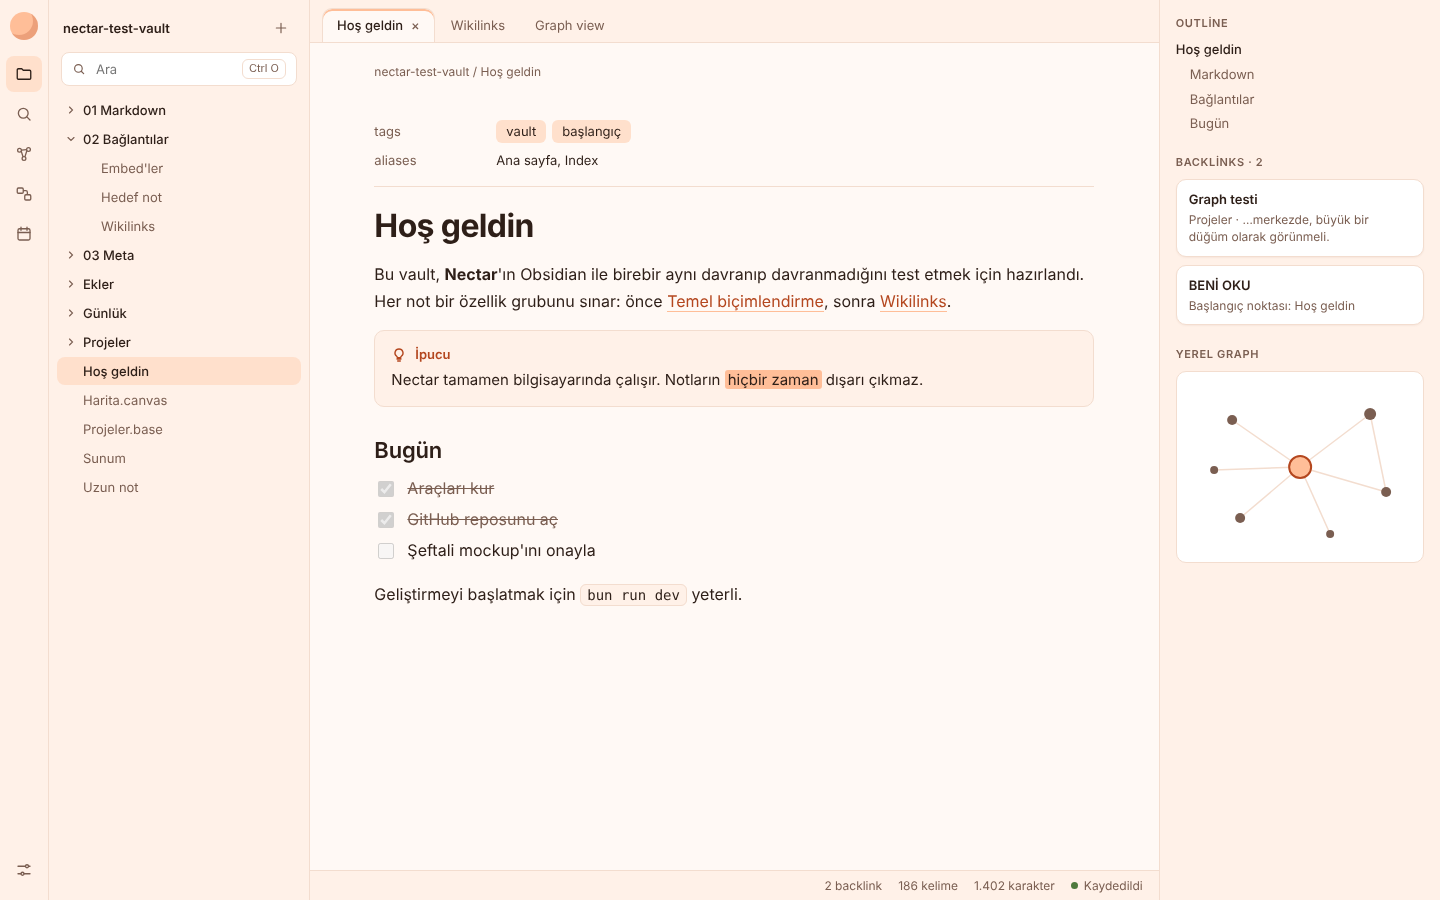 nectar-test-vault
Ara
Ctrl O
01 Markdown
02 Bağlantılar
Embed'ler
Hedef not
Wikilinks
03 Meta
Ekler
Günlük
Projeler
Hoş geldin
Harita.canvas
Projeler.base
Sunum
Uzun not
Hoş geldin ×
Wikilinks
Graph view
nectar-test-vault / Hoş geldin
tags vault başlangıç
aliases Ana sayfa, Index
Hoş geldin
Bu vault, Nectar'ın Obsidian ile birebir aynı davranıp davranmadığını test etmek için hazırlandı.
Her not bir özellik grubunu sınar: önce Temel biçimlendirme, sonra Wikilinks.
İpucu
Nectar tamamen bilgisayarında çalışır. Notların hiçbir zaman dışarı çıkmaz.
Bugün
Araçları kur
GitHub reposunu aç
Şeftali mockup'ını onayla
Geliştirmeyi başlatmak için bun run dev yeterli.
2 backlink 186 kelime 1.402 karakter Kaydedildi
OUTLİNE
Hoş geldin
Markdown
Bağlantılar
Bugün
BACKLİNKS · 2
Graph testi
Projeler · …merkezde, büyük bir
düğüm olarak görünmeli.
BENİ OKU
Başlangıç noktası: Hoş geldin
YEREL GRAPH